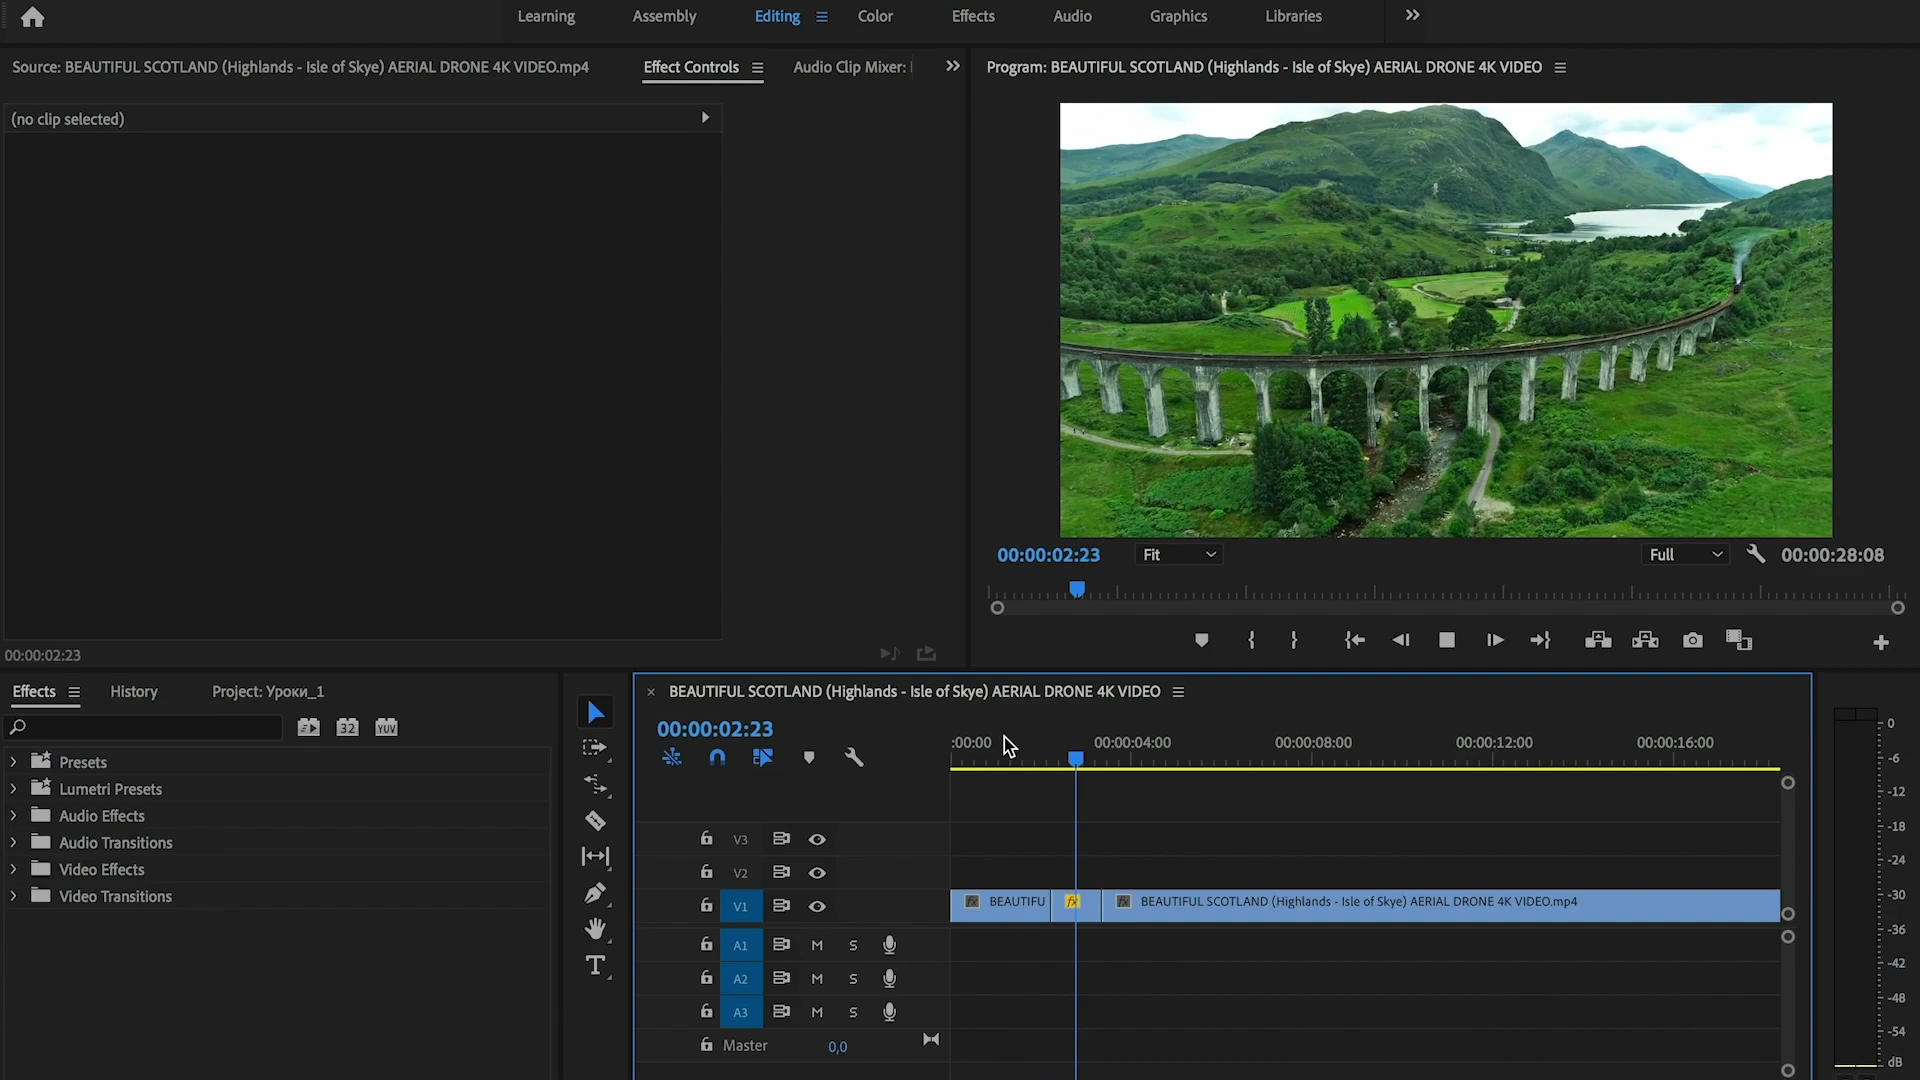 Learning Assembly Editing Color Effects Audio Graphics Libraries
Source: BEAUTIFUL SCOTLAND (Highlands - Isle of Skye) AERIAL DRONE 4K VIDEO.mp4 Effect Controls Audio Clip Mixer:
Program: BEAUTIFUL SCOTLAND (Highlands - Isle of Skye) AERIAL DRONE 4K VIDEO
(no clip selected)
00:00:02:23 Fit Full 00:00:28:08
00:00:02:23
Effects History Project: Уроки_1
32 YUV
Presets
Lumetri Presets
Audio Effects
Audio Transitions
Video Effects
Video Transitions
BEAUTIFUL SCOTLAND (Highlands - Isle of Skye) AERIAL DRONE 4K VIDEO
00:00:02:23
:00:00 00:00:04:00 00:00:08:00 00:00:12:00 00:00:16:00
V3
V2
V1 fx BEAUTIFU fx fx BEAUTIFUL SCOTLAND (Highlands - Isle of Skye) AERIAL DRONE 4K VIDEO.mp4
A1 M S
A2 M S
A3 M S
Master 0,0
0
-6
-12
-18
-24
-30
-36
-42
-48
-54
dB